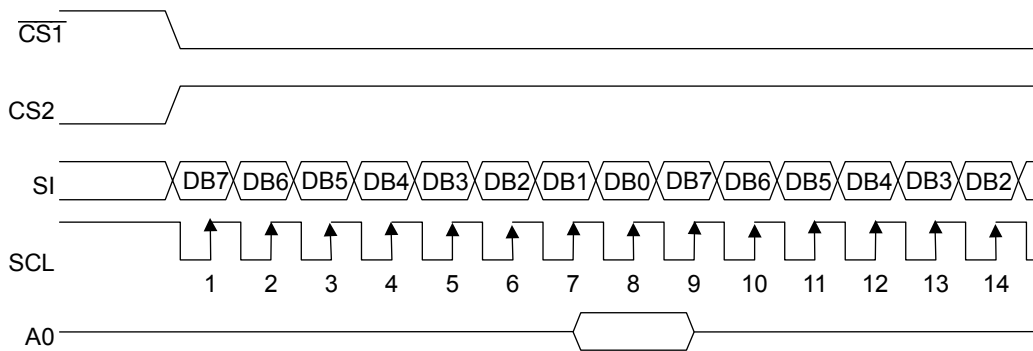 CS1
CS2
SI DB7 DB6 DB5 DB4 DB3 DB2 DB1 DB0 DB7 DB6 DB5 DB4 DB3 DB2
SCL
1 2 3 4 5 6 7 8 9 10 11 12 13 14
A0